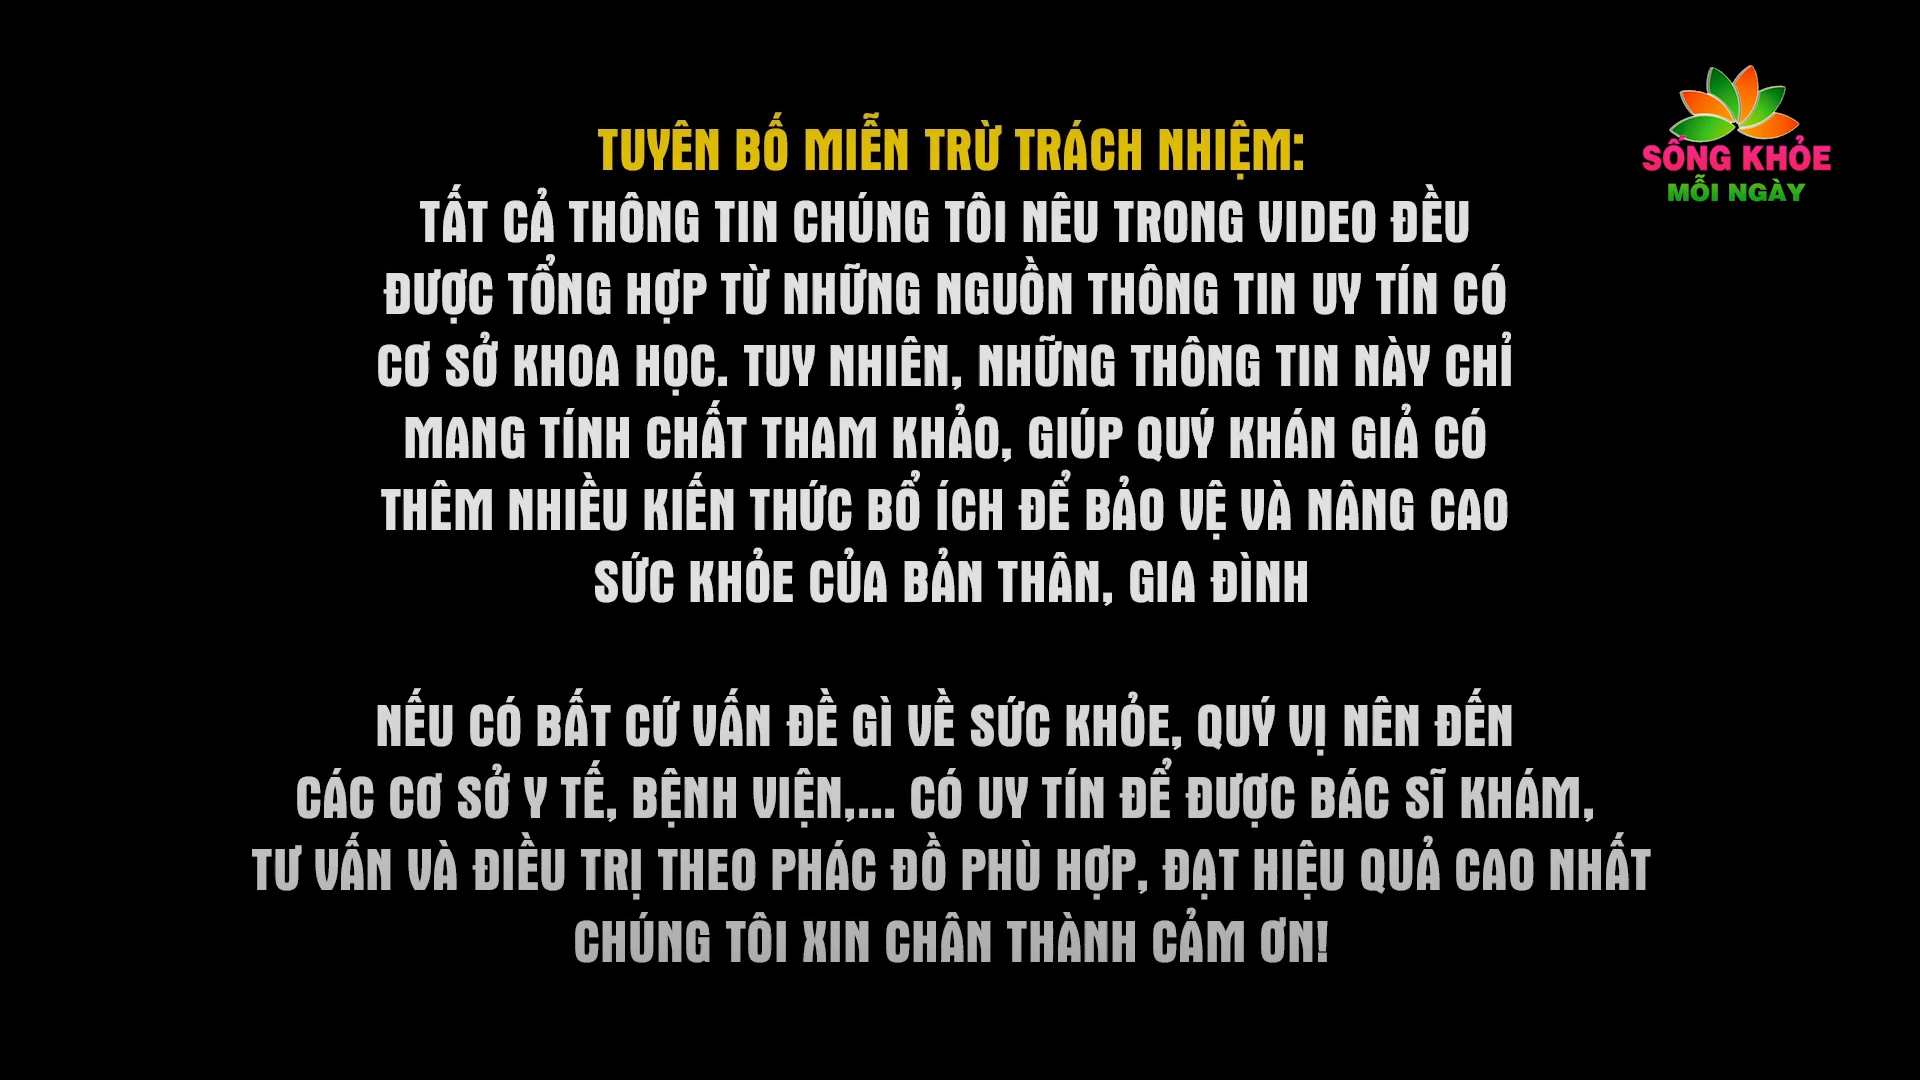 TUYÊN BỐ MIỄN TRỪ TRÁCH NHIỆM:
TẤT CẢ THÔNG TIN CHÚNG TÔI NÊU TRONG VIDEO ĐỀU
ĐƯỢC TỔNG HỢP TỪ NHỮNG NGUỒN THÔNG TIN UY TÍN CÓ
CƠ SỞ KHOA HỌC. TUY NHIÊN, NHỮNG THÔNG TIN NÀY CHỈ
MANG TÍNH CHẤT THAM KHẢO, GIÚP QUÝ KHÁN GIẢ CÓ
THÊM NHIỀU KIẾN THỨC BỔ ÍCH ĐỂ BẢO VỆ VÀ NÂNG CAO
SỨC KHỎE CỦA BẢN THÂN, GIA ĐÌNH
NẾU CÓ BẤT CỨ VẤN ĐỀ GÌ VỀ SỨC KHỎE, QUÝ VỊ NÊN ĐẾN
CÁC CƠ SỞ Y TẾ, BỆNH VIỆN,... CÓ UY TÍN ĐỂ ĐƯỢC BÁC SĨ KHÁM,
TƯ VẤN VÀ ĐIỀU TRỊ THEO PHÁC ĐỒ PHÙ HỢP, ĐẠT HIỆU QUẢ CAO NHẤT
CHÚNG TÔI XIN CHÂN THÀNH CẢM ƠN!
SỐNG KHỎE
MỖI NGÀY